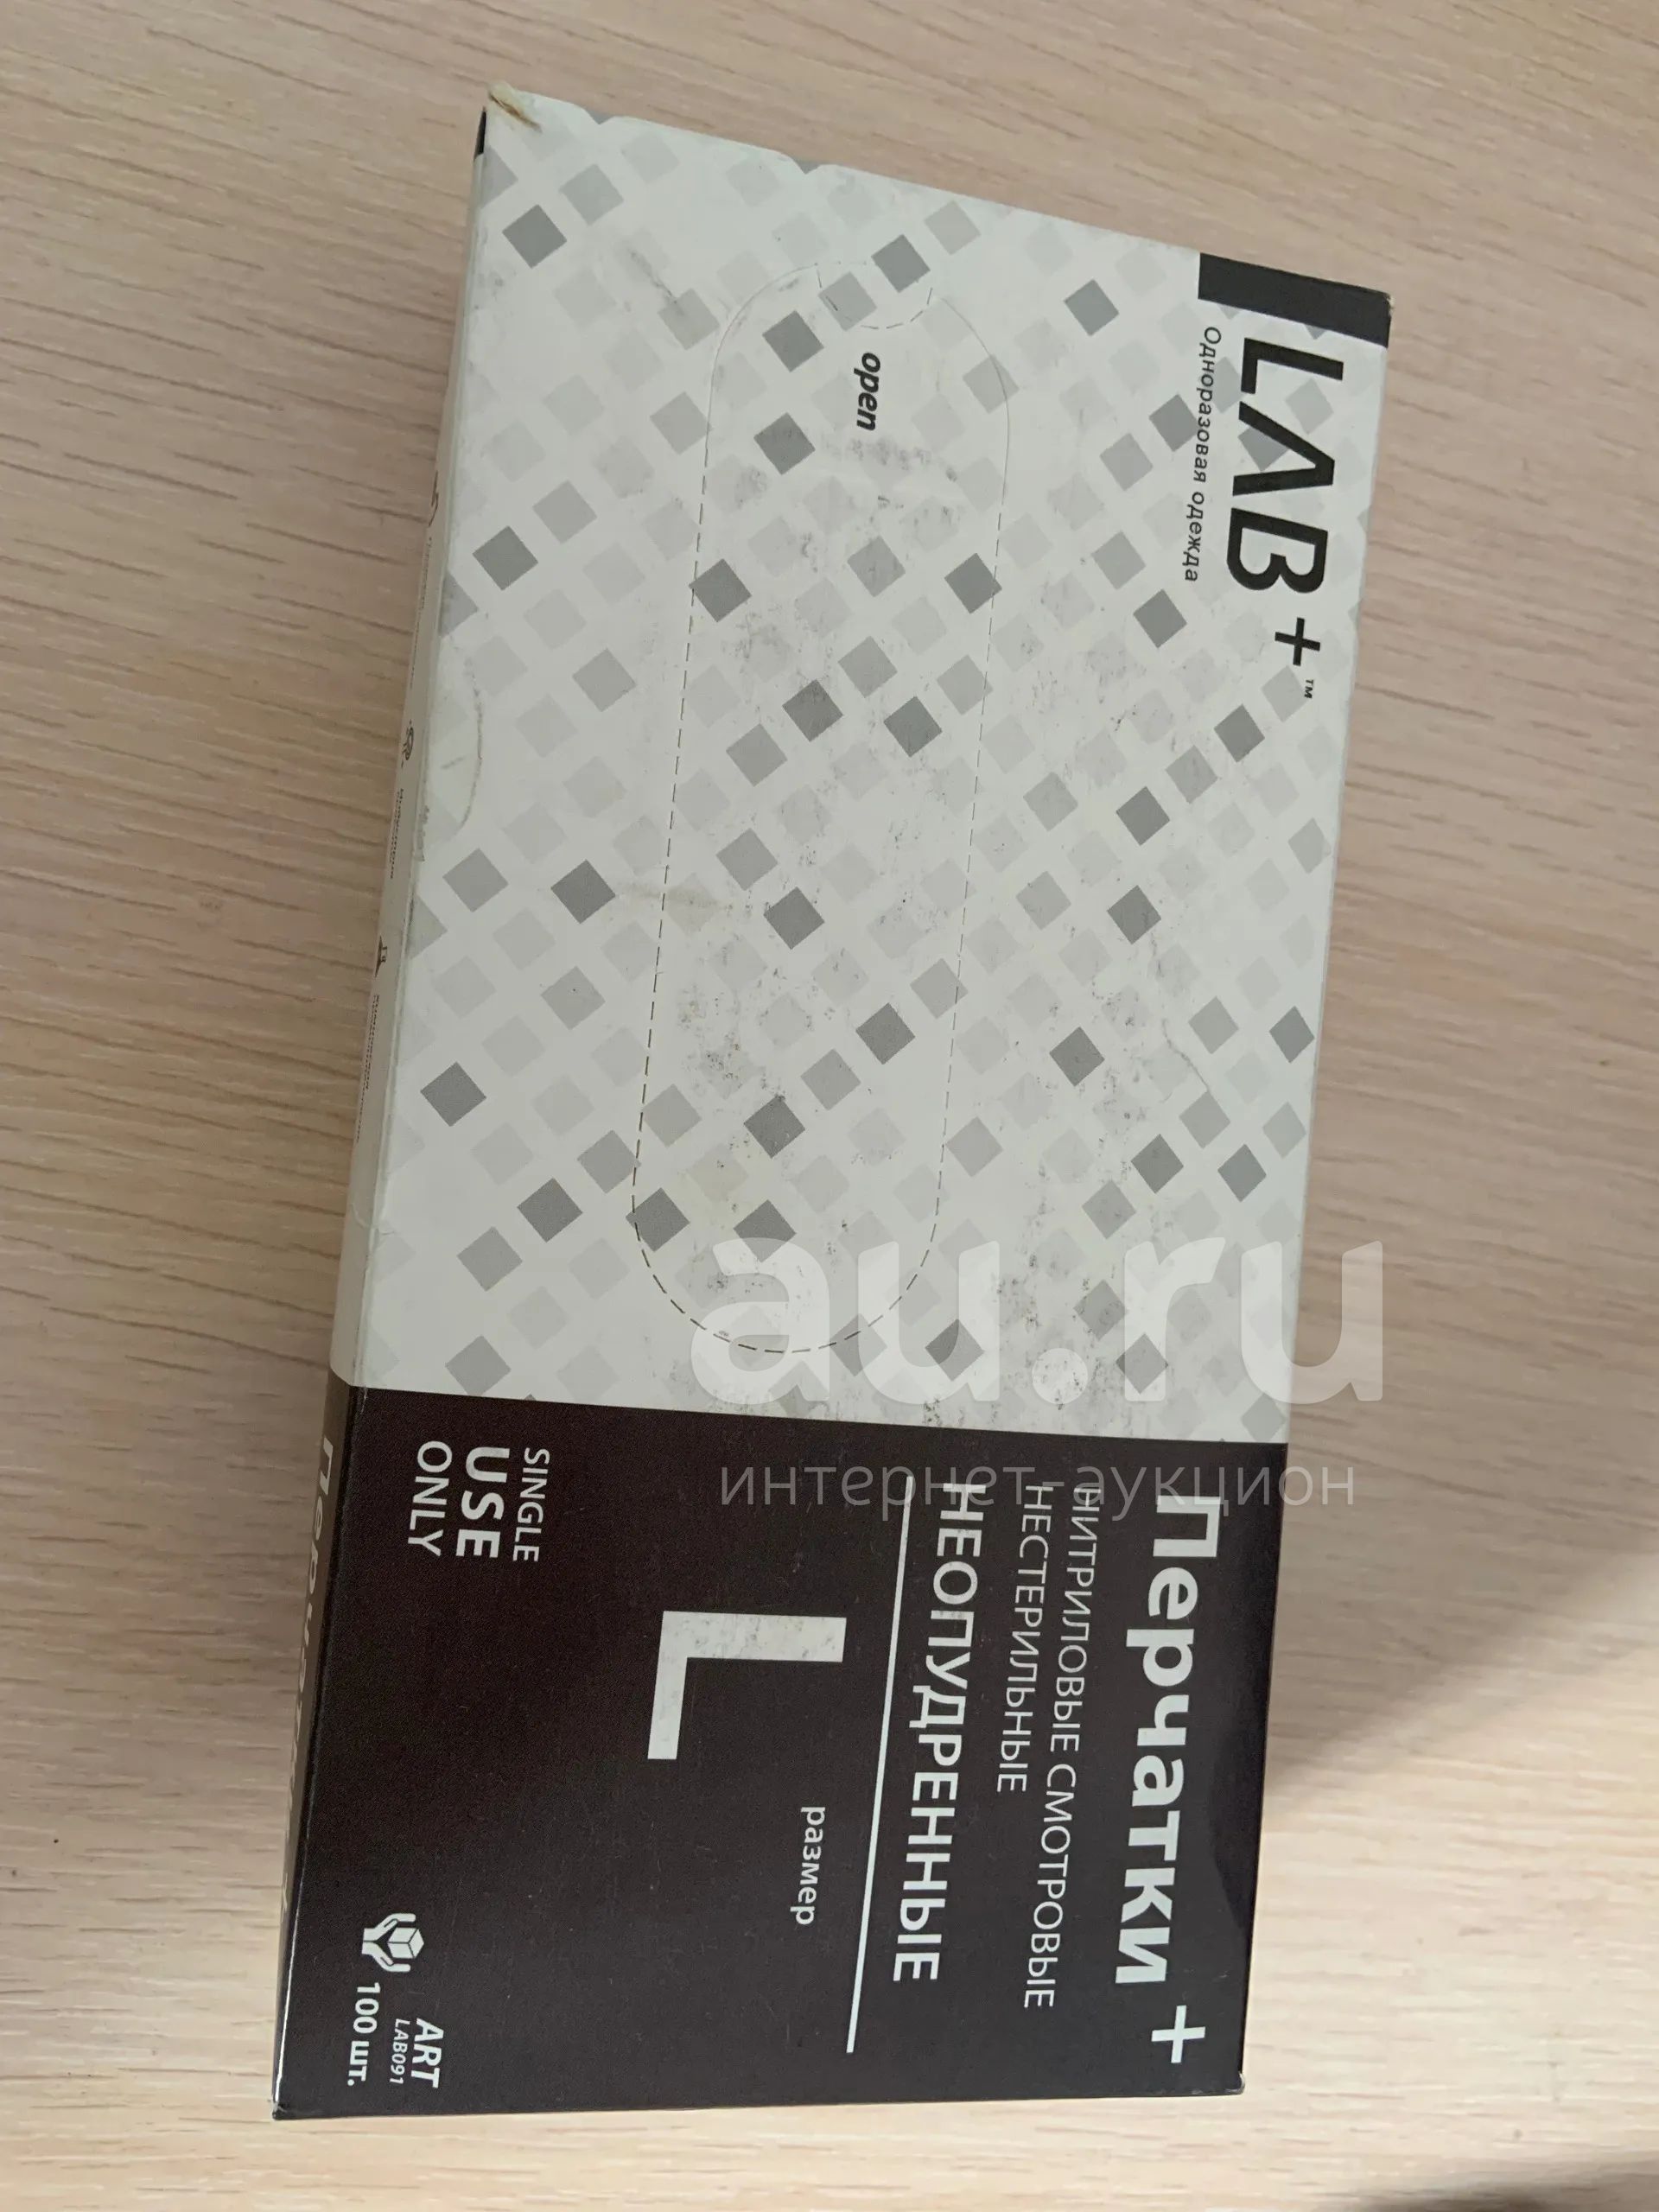 LAB+™
Одноразовая одежда
open
Перчатки +
НИТРИЛОВЫЕ СМОТРОВЫЕ
НЕСТЕРИЛЬНЫЕ
НЕОПУДРЕННЫЕ
размер
L
SINGLE
USE
ONLY
ART
LAB091
100 шт.
au.ru
интернет-аукцион